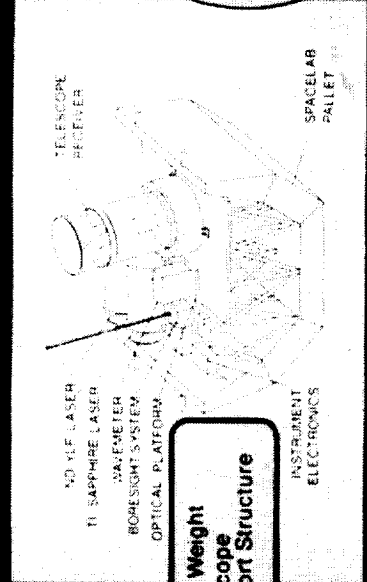 TELESCOPE
RECEIVER
SPACELAB
PALLET
ND YLF LASER
TI SAPPHIRE LASER
WAVEMETER
BORESIGHT SYSTEM
OPTICAL PLATFORM
INSTRUMENT
ELECTRONICS
Weight
cope
ort Structure